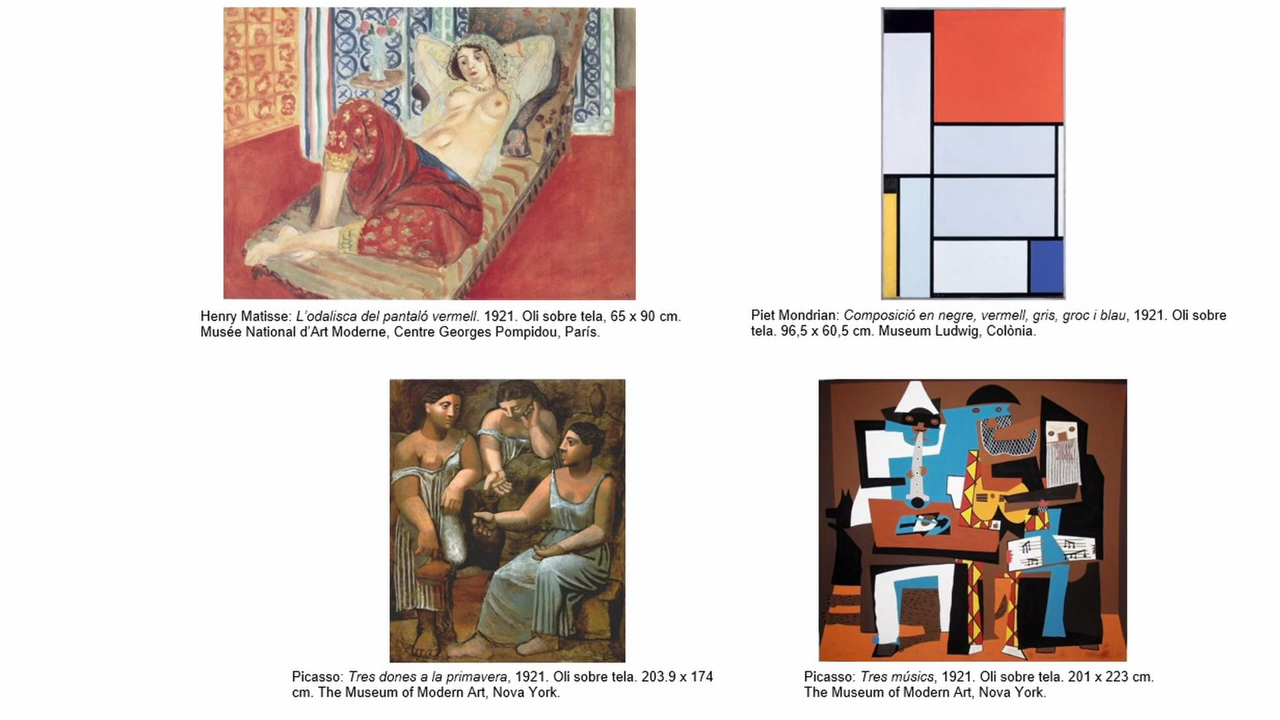 Henry Matisse: L'odalisca del pantaló vermell. 1921. Oli sobre tela, 65 x 90 cm.
Musée National d'Art Moderne, Centre Georges Pompidou, París.
Piet Mondrian: Composició en negre, vermell, gris, groc i blau, 1921. Oli sobre
tela. 96,5 x 60,5 cm. Museum Ludwig, Colònia.
Picasso: Tres dones a la primavera, 1921. Oli sobre tela. 203.9 x 174
cm. The Museum of Modern Art, Nova York.
Picasso: Tres músics, 1921. Oli sobre tela. 201 x 223 cm.
The Museum of Modern Art, Nova York.